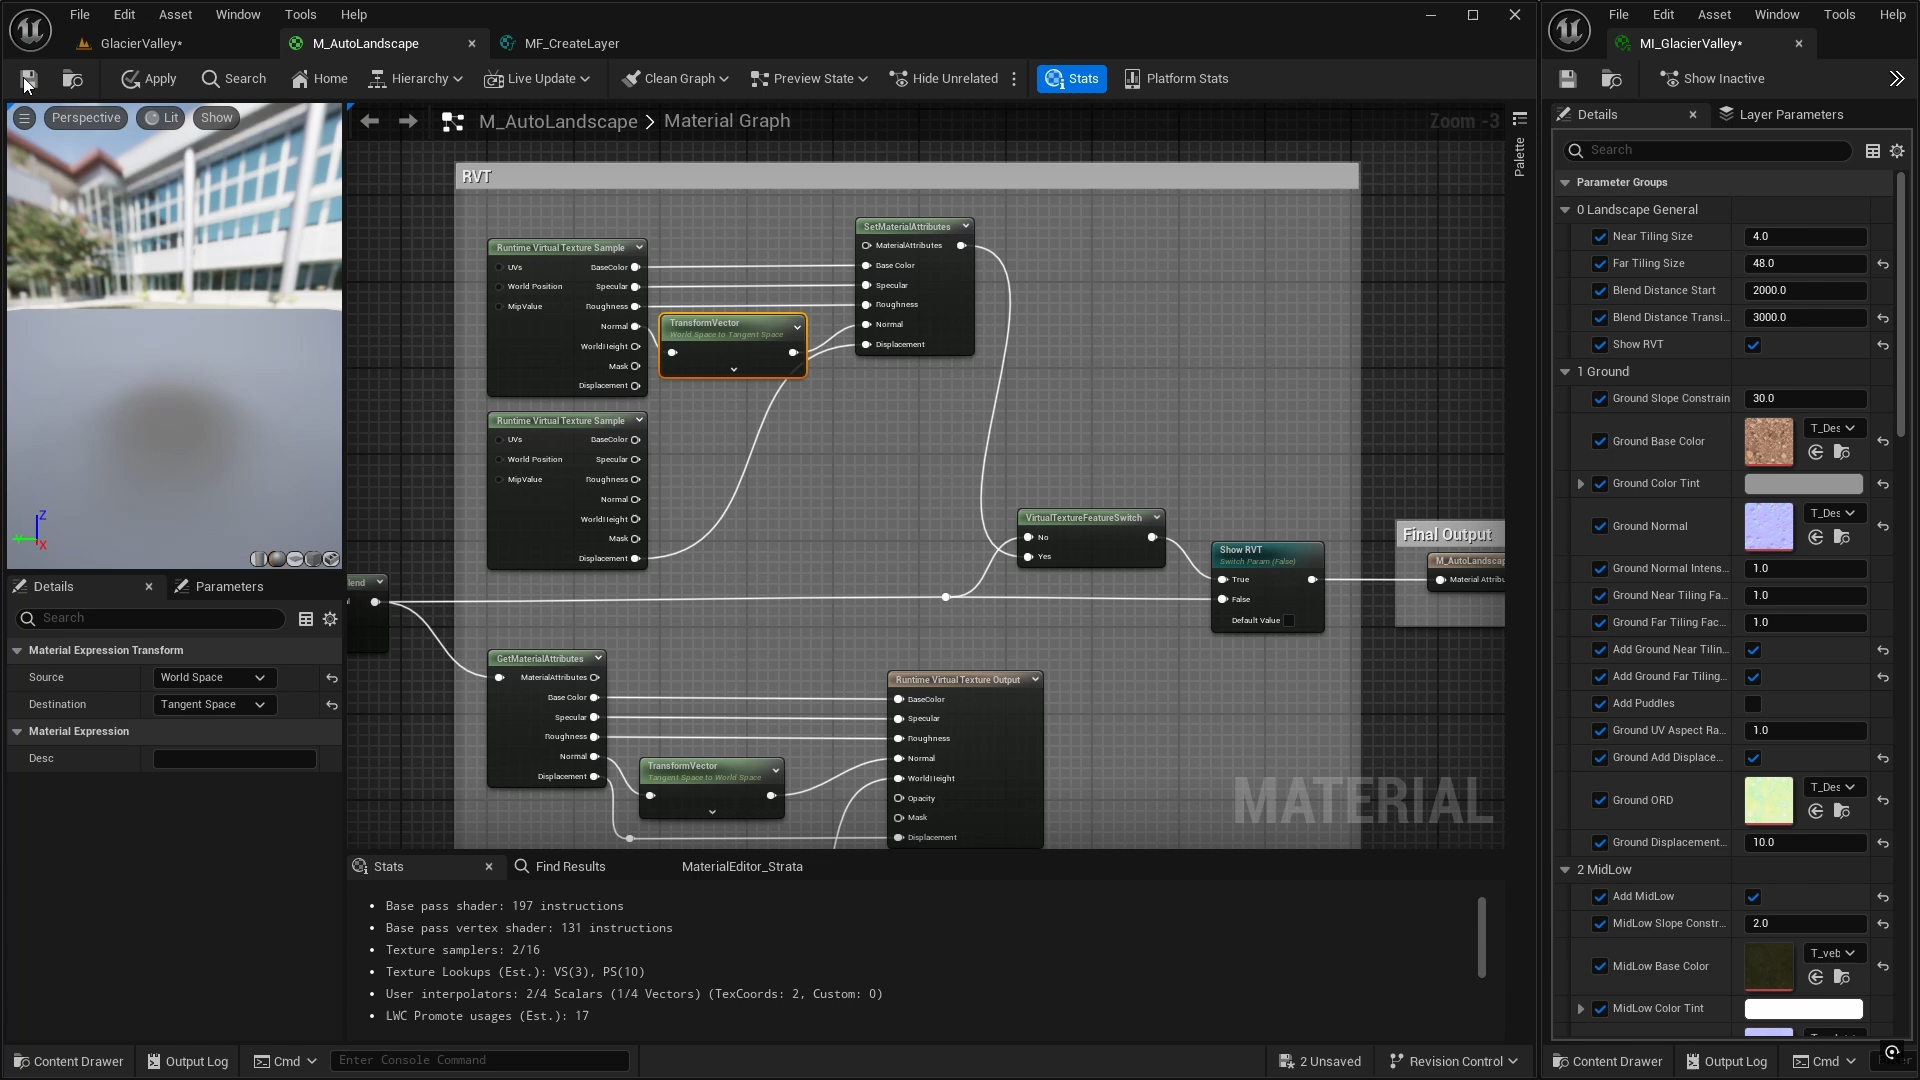 File Edit Asset Window Tools Help
GlacierValley*
M_AutoLandscape
MF_CreateLayer
Apply
Search
Home
Hierarchy
Live Update
Clean Graph
Preview State
Hide Unrelated
Stats
Platform Stats
Perspective
Lit
Show
Z
Y
X
M_AutoLandscape > Material Graph
Zoom -3
Palette
RVT
Runtime Virtual Texture Sample
UVs BaseColor
World Position Specular
MipValue Roughness
Normal
WorldHeight
Mask
Displacement
TransformVector
World Space to Tangent Space
SetMaterialAttributes
MaterialAttributes
Base Color
Specular
Roughness
Normal
Displacement
Runtime Virtual Texture Sample
UVs BaseColor
World Position Specular
MipValue Roughness
Normal
WorldHeight
Mask
Displacement
VirtualTextureFeatureSwitch
No
Yes
Show RVT
Switch Param (False)
True
False
Default Value
Final Output
M_AutoLandscap
Material Attribu
lend
GetMaterialAttributes
MaterialAttributes
Base Color
Specular
Roughness
Normal
Displacement
TransformVector
Tangent Space to World Space
Runtime Virtual Texture Output
BaseColor
Specular
Roughness
Normal
WorldHeight
Opacity
Mask
Displacement
MATERIAL
Details
Parameters
Search
Material Expression Transform
Source World Space
Destination Tangent Space
Material Expression
Desc
Stats
Find Results
MaterialEditor_Strata
Base pass shader: 197 instructions
Base pass vertex shader: 131 instructions
Texture samplers: 2/16
Texture Lookups (Est.): VS(3), PS(10)
User interpolators: 2/4 Scalars (1/4 Vectors) (TexCoords: 2, Custom: 0)
LWC Promote usages (Est.): 17
Content Drawer
Output Log
Cmd
Enter Console Command
2 Unsaved
Revision Control
File Edit Asset Window Tools Help
MI_GlacierValley*
Show Inactive
Details
Layer Parameters
Search
Parameter Groups
0 Landscape General
Near Tiling Size 4.0
Far Tiling Size 48.0
Blend Distance Start 2000.0
Blend Distance Transi... 3000.0
Show RVT
1 Ground
Ground Slope Constrain 30.0
Ground Base Color T_Des
Ground Color Tint
Ground Normal T_Des
Ground Normal Intens... 1.0
Ground Near Tiling Fa... 1.0
Ground Far Tiling Fac... 1.0
Add Ground Near Tilin...
Add Ground Far Tiling...
Add Puddles
Ground UV Aspect Ra... 1.0
Ground Add Displace...
Ground ORD T_Des
Ground Displacement... 10.0
2 MidLow
Add MidLow
MidLow Slope Constr... 2.0
MidLow Base Color T_veb
MidLow Color Tint
Content Drawer
Output Log
Cmd